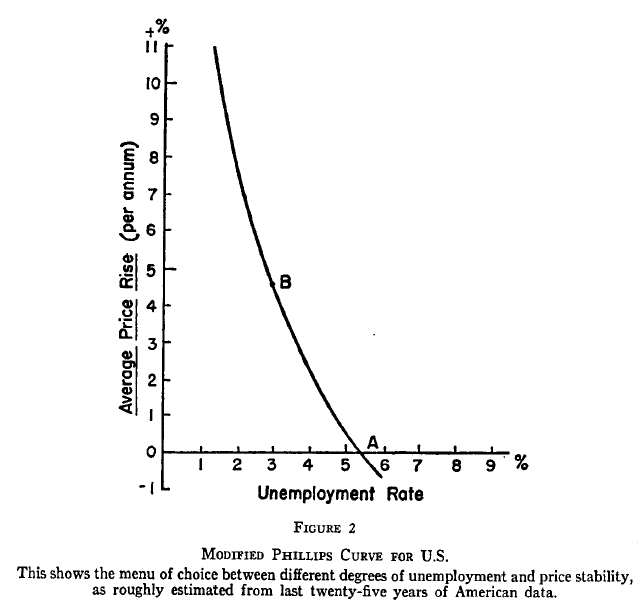 +%
11
10
9
8
7
6
5
4
3
2
1
0
-1
Average Price Rise (per annum)
B
A
1 2 3 4 5 6 7 8 9 %
Unemployment Rate
FIGURE 2
MODIFIED PHILLIPS CURVE FOR U.S.
This shows the menu of choice between different degrees of unemployment and price stability,
as roughly estimated from last twenty-five years of American data.